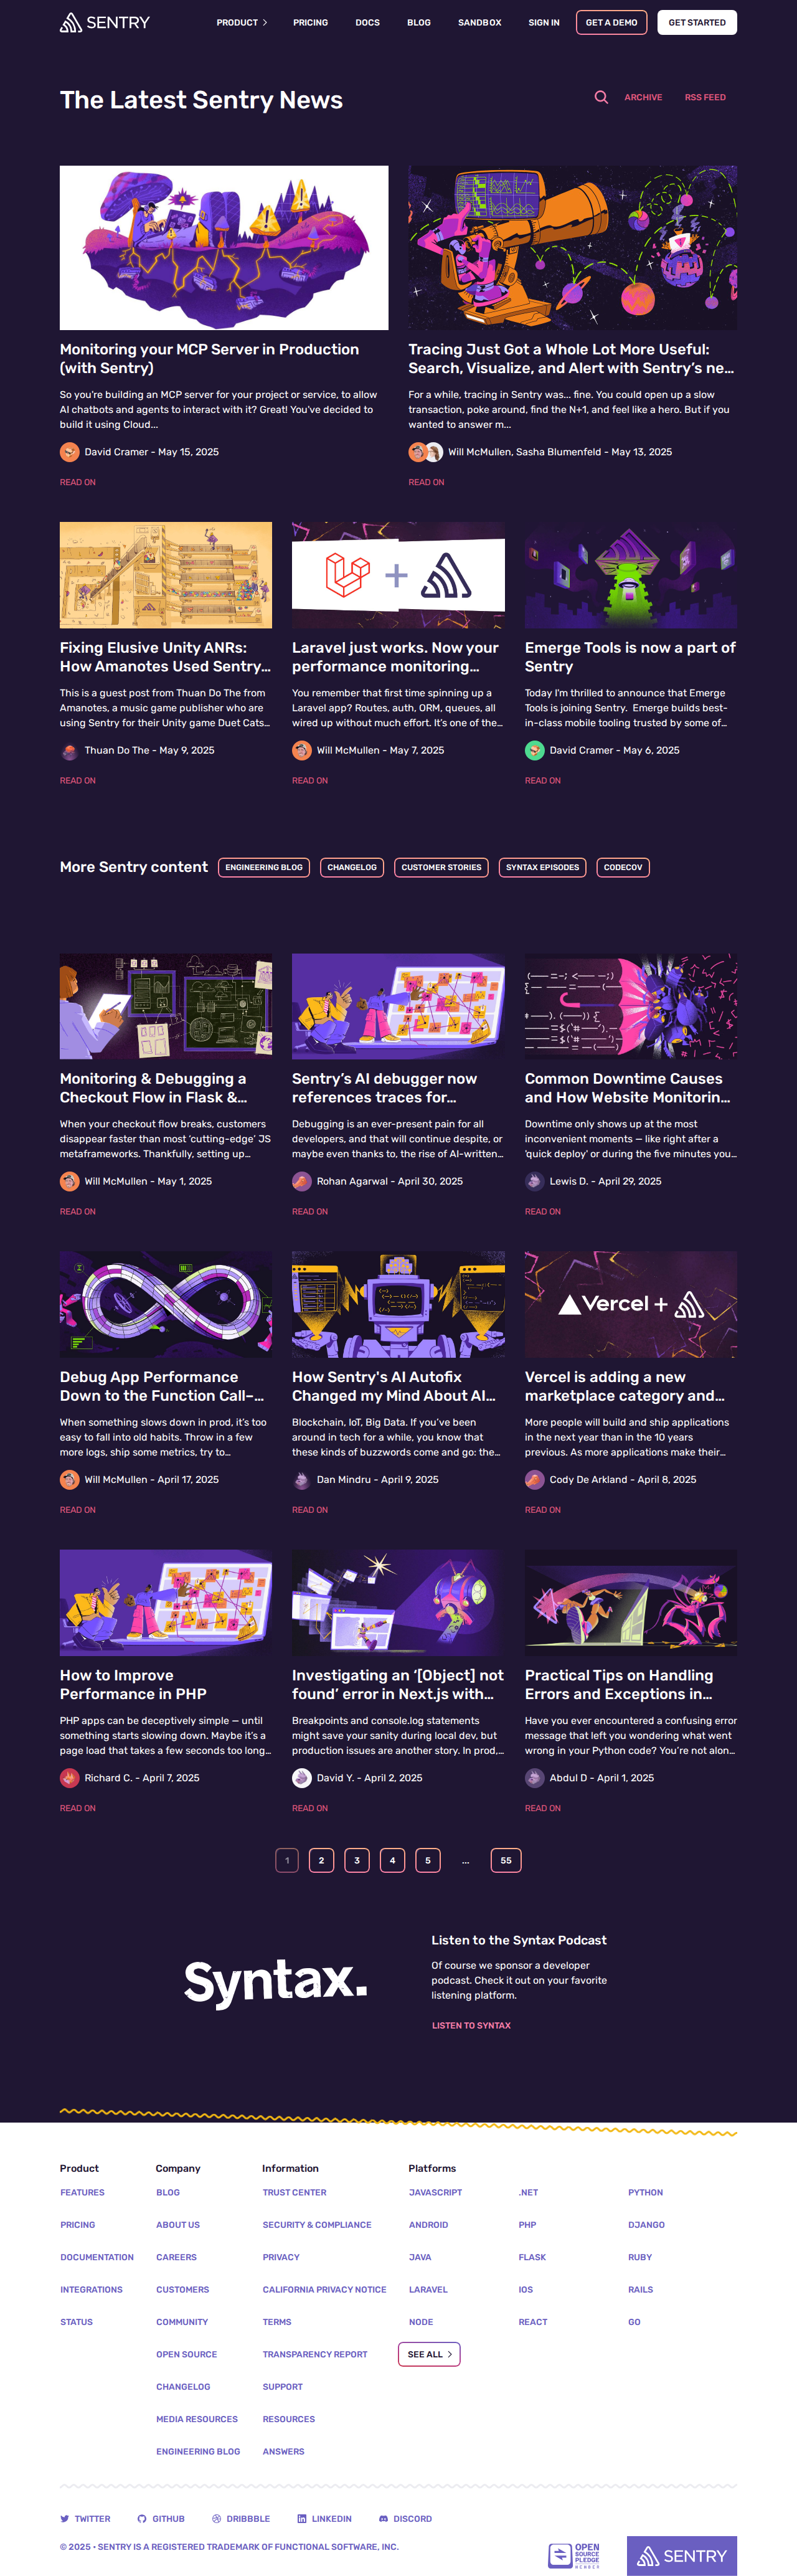 SENTRY
PRODUCT
PRICING
DOCS
BLOG
SANDBOX
SIGN IN
GET A DEMO
GET STARTED
The Latest Sentry News
ARCHIVE
RSS FEED
Monitoring your MCP Server in Production
(with Sentry)
So you're building an MCP server for your project or service, to allow
AI chatbots and agents to interact with it? Great! You've decided to
build it using Cloud...
David Cramer - May 15, 2025
READ ON
Tracing Just Got a Whole Lot More Useful:
Search, Visualize, and Alert with Sentry's ne...
For a while, tracing in Sentry was... fine. You could open up a slow
transaction, poke around, find the N+1, and feel like a hero. But if you
wanted to answer m...
Will McMullen, Sasha Blumenfeld - May 13, 2025
READ ON
Fixing Elusive Unity ANRs:
How Amanotes Used Sentry...
This is a guest post from Thuan Do The from
Amanotes, a music game publisher who are
using Sentry for their Unity game Duet Cats...
Thuan Do The - May 9, 2025
READ ON
Laravel just works. Now your
performance monitoring...
You remember that first time spinning up a
Laravel app? Routes, auth, ORM, queues, all
wired up without much effort. It's one of the...
Will McMullen - May 7, 2025
READ ON
Emerge Tools is now a part of
Sentry
Today I'm thrilled to announce that Emerge
Tools is joining Sentry. Emerge builds best-
in-class mobile tooling trusted by some of...
David Cramer - May 6, 2025
READ ON
More Sentry content
ENGINEERING BLOG
CHANGELOG
CUSTOMER STORIES
SYNTAX EPISODES
CODECOV
Monitoring & Debugging a
Checkout Flow in Flask &...
When your checkout flow breaks, customers
disappear faster than most 'cutting-edge' JS
metaframeworks. Thankfully, setting up...
Will McMullen - May 1, 2025
READ ON
Sentry's AI debugger now
references traces for...
Debugging is an ever-present pain for all
developers, and that will continue despite, or
maybe even thanks to, the rise of AI-written...
Rohan Agarwal - April 30, 2025
READ ON
Common Downtime Causes
and How Website Monitorin...
Downtime only shows up at the most
inconvenient moments — like right after a
'quick deploy' or during the five minutes you...
Lewis D. - April 29, 2025
READ ON
Debug App Performance
Down to the Function Call–...
When something slows down in prod, it's too
easy to fall into old habits. Throw in a few
more logs, ship some metrics, try to...
Will McMullen - April 17, 2025
READ ON
How Sentry's AI Autofix
Changed my Mind About AI...
Blockchain, IoT, Big Data. If you've been
around in tech for a while, you know that
these kinds of buzzwords come and go: the...
Dan Mindru - April 9, 2025
READ ON
Vercel +
Vercel is adding a new
marketplace category and...
More people will build and ship applications
in the next year than in the 10 years
previous. As more applications make their...
Cody De Arkland - April 8, 2025
READ ON
How to Improve
Performance in PHP
PHP apps can be deceptively simple — until
something starts slowing down. Maybe it's a
page load that takes a few seconds too long...
Richard C. - April 7, 2025
READ ON
Investigating an '[Object] not
found' error in Next.js with...
Breakpoints and console.log statements
might save your sanity during local dev, but
production issues are another story. In prod,...
David Y. - April 2, 2025
READ ON
Practical Tips on Handling
Errors and Exceptions in...
Have you ever encountered a confusing error
message that left you wondering what went
wrong in your Python code? You're not alon...
Abdul D - April 1, 2025
READ ON
1
2
3
4
5
...
55
Syntax.
Listen to the Syntax Podcast
Of course we sponsor a developer
podcast. Check it out on your favorite
listening platform.
LISTEN TO SYNTAX
Product
FEATURES
PRICING
DOCUMENTATION
INTEGRATIONS
STATUS
Company
BLOG
ABOUT US
CAREERS
CUSTOMERS
COMMUNITY
OPEN SOURCE
CHANGELOG
MEDIA RESOURCES
ENGINEERING BLOG
Information
TRUST CENTER
SECURITY & COMPLIANCE
PRIVACY
CALIFORNIA PRIVACY NOTICE
TERMS
TRANSPARENCY REPORT
SUPPORT
RESOURCES
ANSWERS
Platforms
JAVASCRIPT
ANDROID
JAVA
LARAVEL
NODE
.NET
PHP
FLASK
IOS
REACT
PYTHON
DJANGO
RUBY
RAILS
GO
SEE ALL
TWITTER
GITHUB
DRIBBBLE
LINKEDIN
DISCORD
© 2025 • SENTRY IS A REGISTERED TRADEMARK OF FUNCTIONAL SOFTWARE, INC.
OPEN
SOURCE
PLEDGE
MEMBER
SENTRY